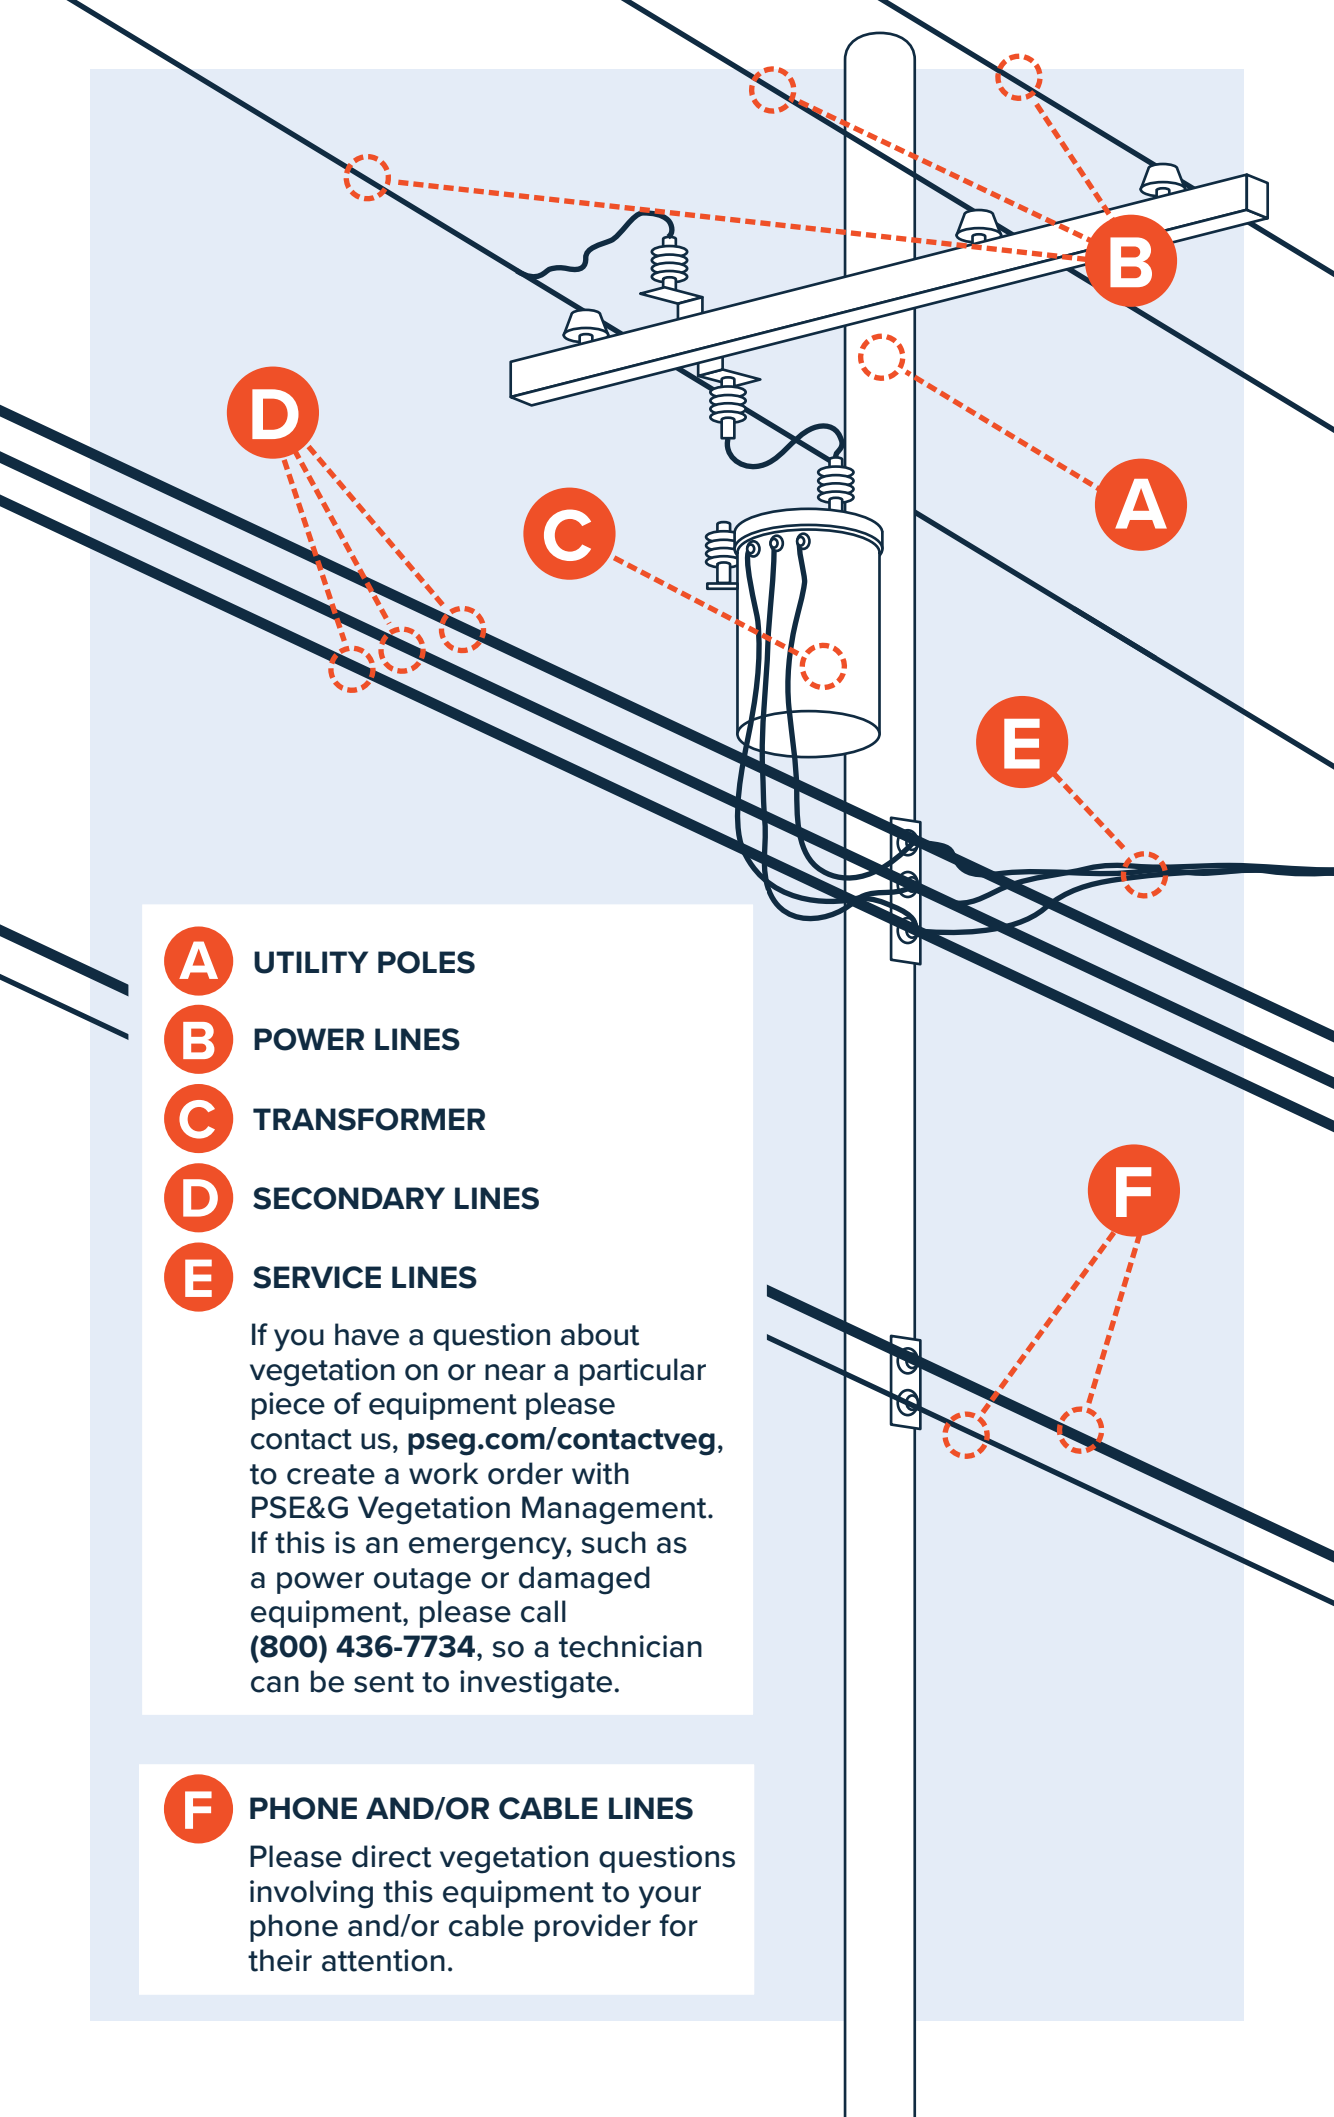 B
D
A
C
E
A UTILITY POLES
B POWER LINES
C TRANSFORMER
D SECONDARY LINES
E SERVICE LINES
If you have a question about
vegetation on or near a particular
piece of equipment please
contact us, pseg.com/contactveg,
to create a work order with
PSE&G Vegetation Management.
If this is an emergency, such as
a power outage or damaged
equipment, please call
(800) 436-7734, so a technician
can be sent to investigate.
F
F PHONE AND/OR CABLE LINES
Please direct vegetation questions
involving this equipment to your
phone and/or cable provider for
their attention.